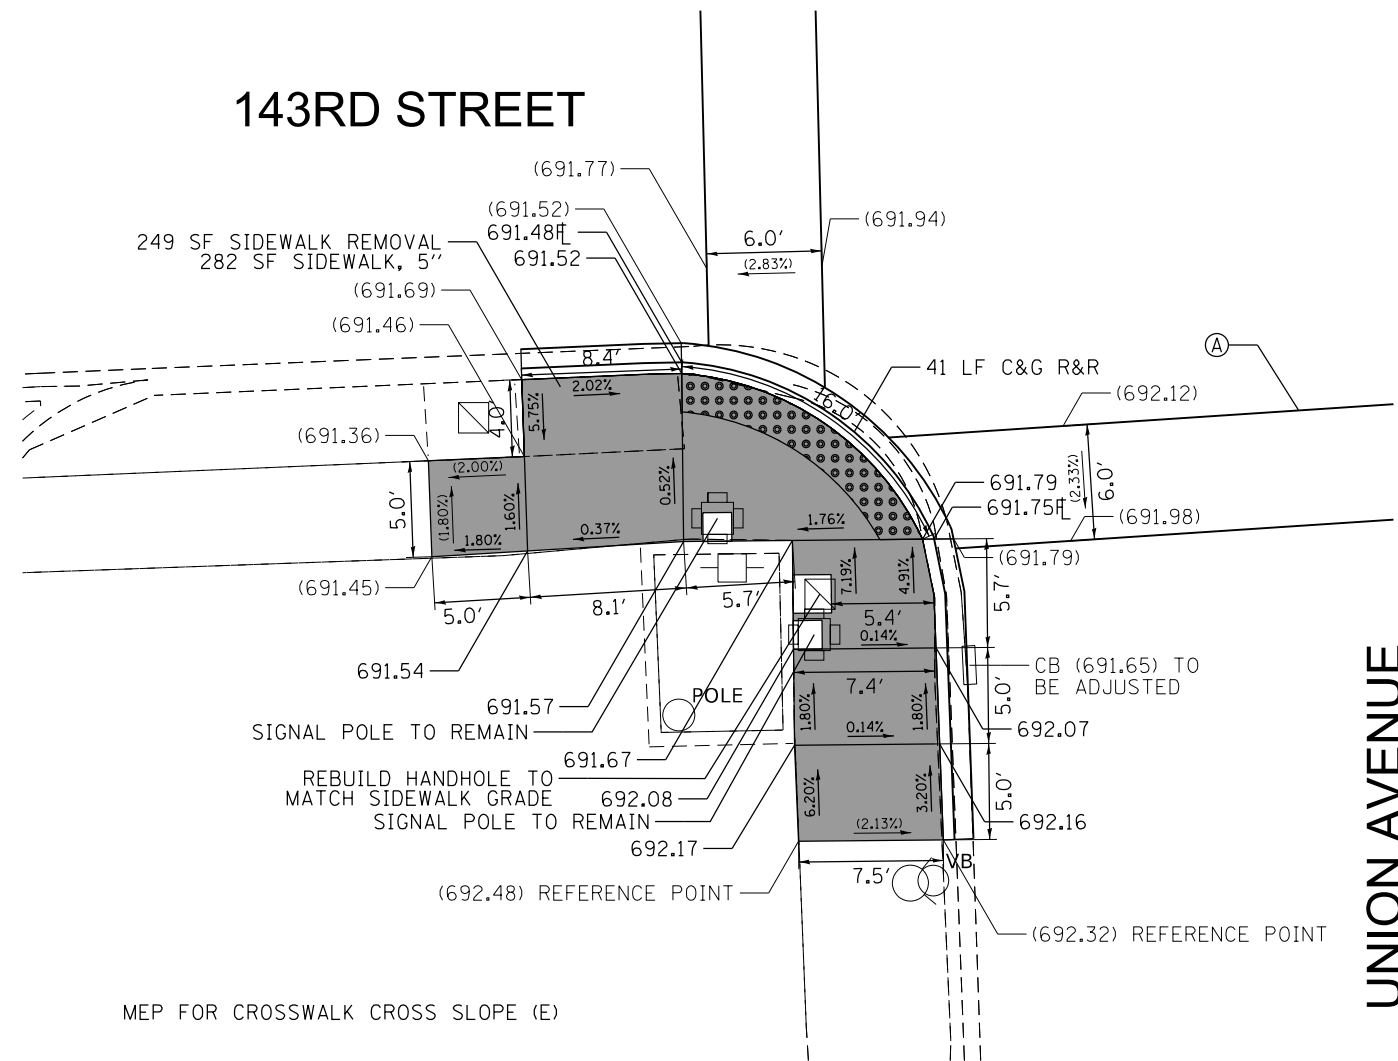 143RD STREET
(691.77)
(691.52)
691.48FL
691.52
(691.94)
6.0'
(2.83%)
249 SF SIDEWALK REMOVAL
282 SF SIDEWALK, 5"
(691.69)
(691.46)
8.4'
2.02%
5.75%
4.0'
16.0'
41 LF C&G R&R
A
(692.12)
(691.36)
(2.00%)
5.0'
(1.80%)
1.60%
1.80%
0.37%
0.52%
1.76%
691.79
691.75FL
(2.33%)
6.0'
(691.98)
(691.79)
(691.45)
5.0'
8.1'
5.7'
7.19%
4.91%
5.7'
5.4'
0.14%
691.54
691.57
POLE
7.4'
CB (691.65) TO
BE ADJUSTED
5.0'
SIGNAL POLE TO REMAIN
691.67
1.80%
1.80%
0.14%
692.07
REBUILD HANDHOLE TO
MATCH SIDEWALK GRADE
692.08
SIGNAL POLE TO REMAIN
692.17
6.20%
3.20%
(2.13%)
5.0'
692.16
7.5'
VB
(692.48) REFERENCE POINT
(692.32) REFERENCE POINT
UNION AVENUE
MEP FOR CROSSWALK CROSS SLOPE (E)